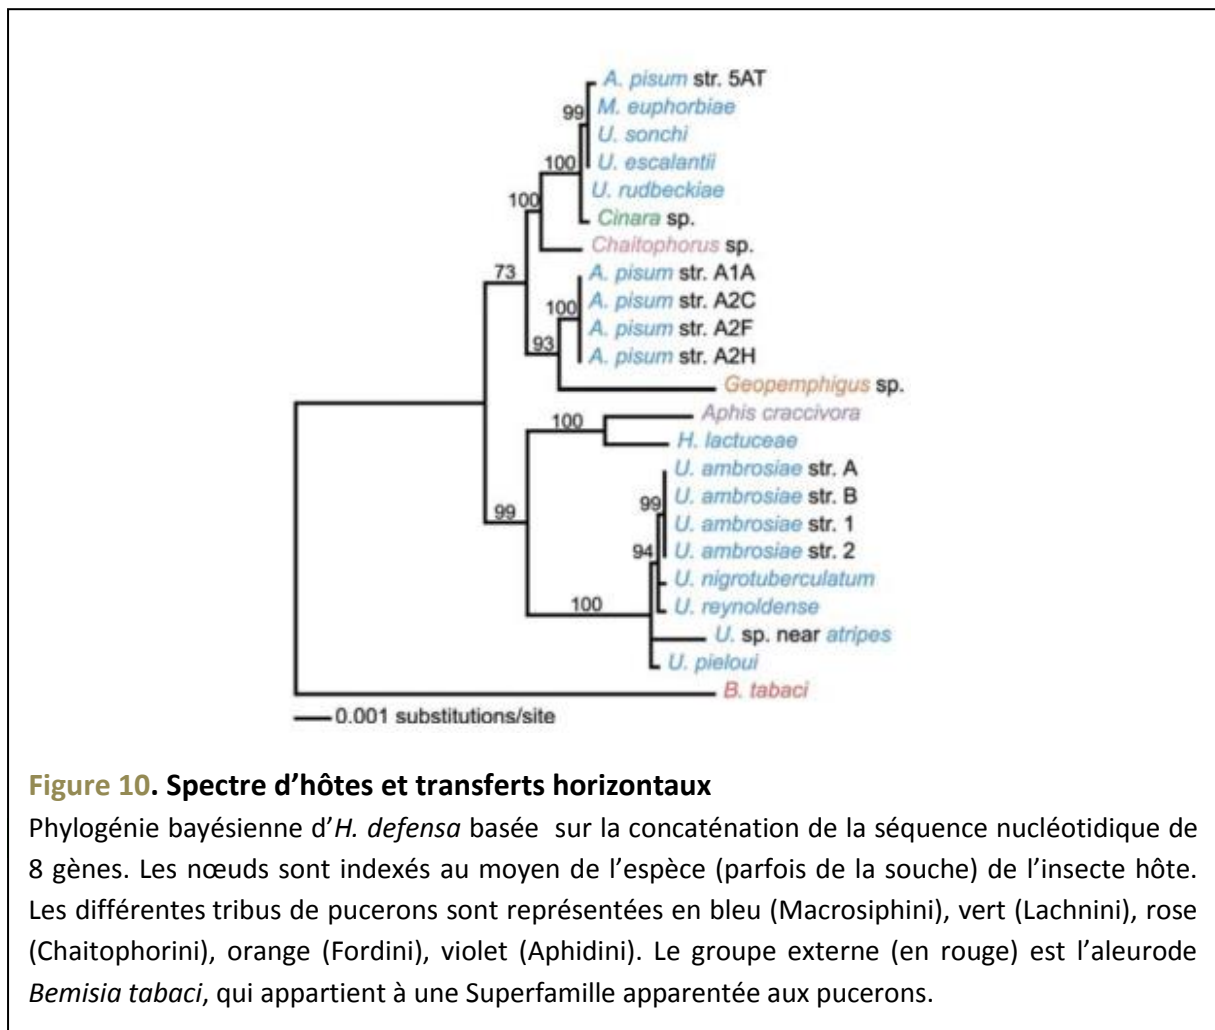 A. pisum str. 5AT
99
M. euphorbiae
U. sonchi
100
U. escalantii
U. rudbeckiae
100
Cinara sp.
Chaitophorus sp.
73
A. pisum str. A1A
A. pisum str. A2C
100
A. pisum str. A2F
93
A. pisum str. A2H
Geopemphigus sp.
Aphis craccivora
100
H. lactuceae
U. ambrosiae str. A
U. ambrosiae str. B
99
99
U. ambrosiae str. 1
94
U. ambrosiae str. 2
U. nigrotuberculatum
100
U. reynoldense
U. sp. near atripes
U. pieloui
B. tabaci
0.001 substitutions/site
Figure 10. Spectre d’hôtes et transferts horizontaux
Phylogénie bayésienne d’H. defensa basée sur la concaténation de la séquence nucléotidique de
8 gènes. Les nœuds sont indexés au moyen de l’espèce (parfois de la souche) de l’insecte hôte.
Les différentes tribus de pucerons sont représentées en bleu (Macrosiphini), vert (Lachnini), rose
(Chaitophorini), orange (Fordini), violet (Aphidini). Le groupe externe (en rouge) est l’aleurode
Bemisia tabaci, qui appartient à une Superfamille apparentée aux pucerons.